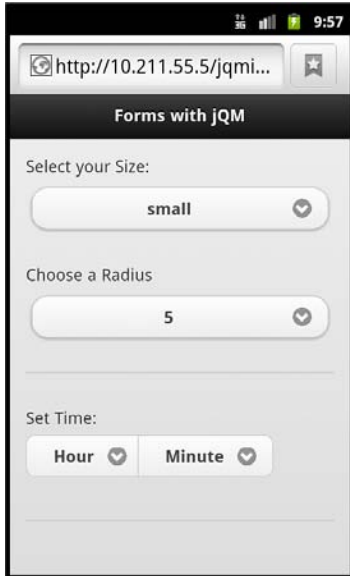 3G 9:57
http://10.211.55.5/jqmi...
Forms with jQM
Select your Size:
small
Choose a Radius
5
Set Time:
Hour Minute